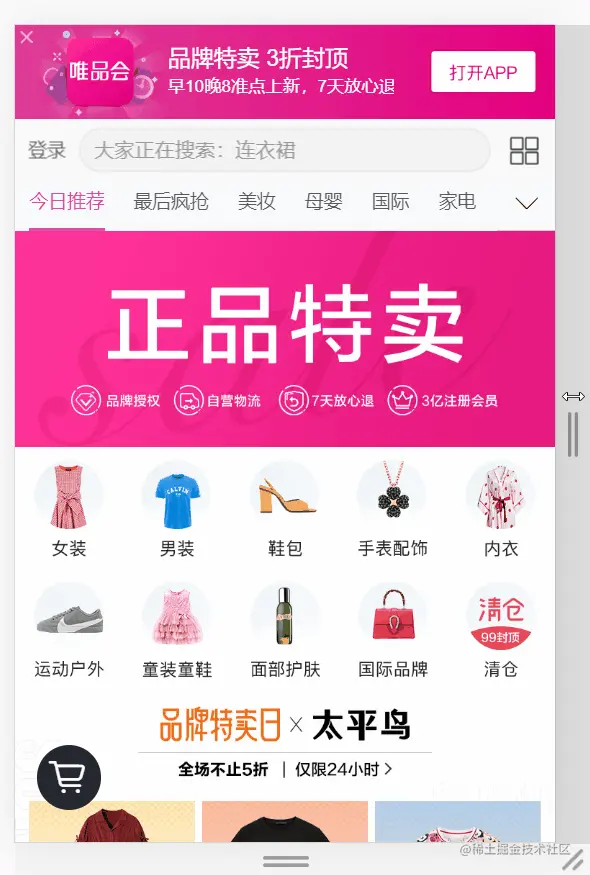 唯品会
品牌特卖 3折封顶
早10晚8准点上新，7天放心退
打开APP
登录 大家正在搜索：连衣裙
今日推荐 最后疯抢 美妆 母婴 国际 家电
正品特卖
品牌授权 自营物流 7天放心退 3亿注册会员
CALVIN
女装 男装 鞋包 手表配饰 内衣
清仓
99封顶
运动户外 童装童鞋 面部护肤 国际品牌 清仓
品牌特卖日 × 太平鸟
全场不止5折 | 仅限24小时 >
@稀土掘金技术社区